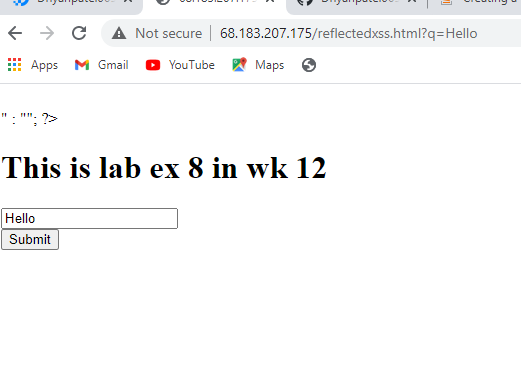 Not secure | 68.183.207.175/reflectedxss.html?q=Hello
Apps Gmail YouTube Maps
" : ""; ?>
This is lab ex 8 in wk 12
Hello
Submit